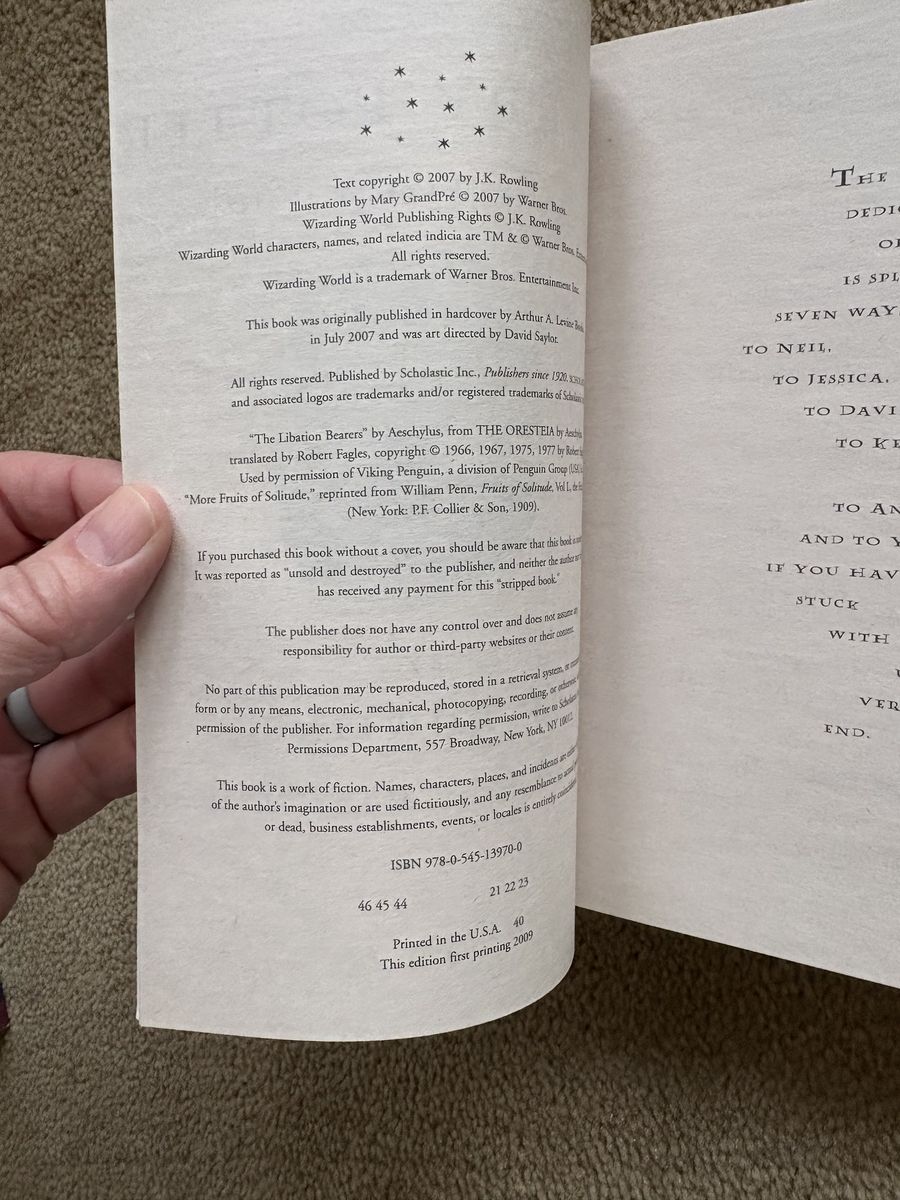 Text copyright © 2007 by J.K. Rowling
Illustrations by Mary GrandPré © 2007 by Warner Bros.
Wizarding World Publishing Rights © J.K. Rowling
Wizarding World characters, names, and related indicia are TM & © Warner Bros.
All rights reserved.
Wizarding World is a trademark of Warner Bros. Entertainment Inc.
This book was originally published in hardcover by Arthur A. Levine
in July 2007 and was art directed by David Saylor.
All rights reserved. Published by Scholastic Inc., Publishers since 1920.
and associated logos are trademarks and/or registered trademarks of
“The Libation Bearers” by Aeschylus, from THE ORESTEIA by
translated by Robert Fagles, copyright © 1966, 1967, 1975, 1977 by
Used by permission of Viking Penguin, a division of Penguin Group
“More Fruits of Solitude,” reprinted from William Penn, Fruits of Solitude, Vol I,
(New York: P.F. Collier & Son, 1909).
If you purchased this book without a cover, you should be aware that this book
It was reported as “unsold and destroyed” to the publisher, and neither the author
has received any payment for this “stripped book.”
The publisher does not have any control over and does not assume
responsibility for author or third-party websites or their content.
No part of this publication may be reproduced, stored in a retrieval system, or
form or by any means, electronic, mechanical, photocopying, recording, or otherwise,
permission of the publisher. For information regarding permission, write to
Permissions Department, 557 Broadway, New York, NY 10012.
This book is a work of fiction. Names, characters, places, and incidents are
of the author’s imagination or are used fictitiously, and any resemblance to
or dead, business establishments, events, or locales is entirely
ISBN 978-0-545-13970-0
46 45 44 21 22 23
Printed in the U.S.A. 40
This edition first printing 2009
THE
IS
SEVEN
TO NEIL,
TO JESSICA,
TO
TO
TO
AND TO
IF YOU
STUCK
WITH
END.